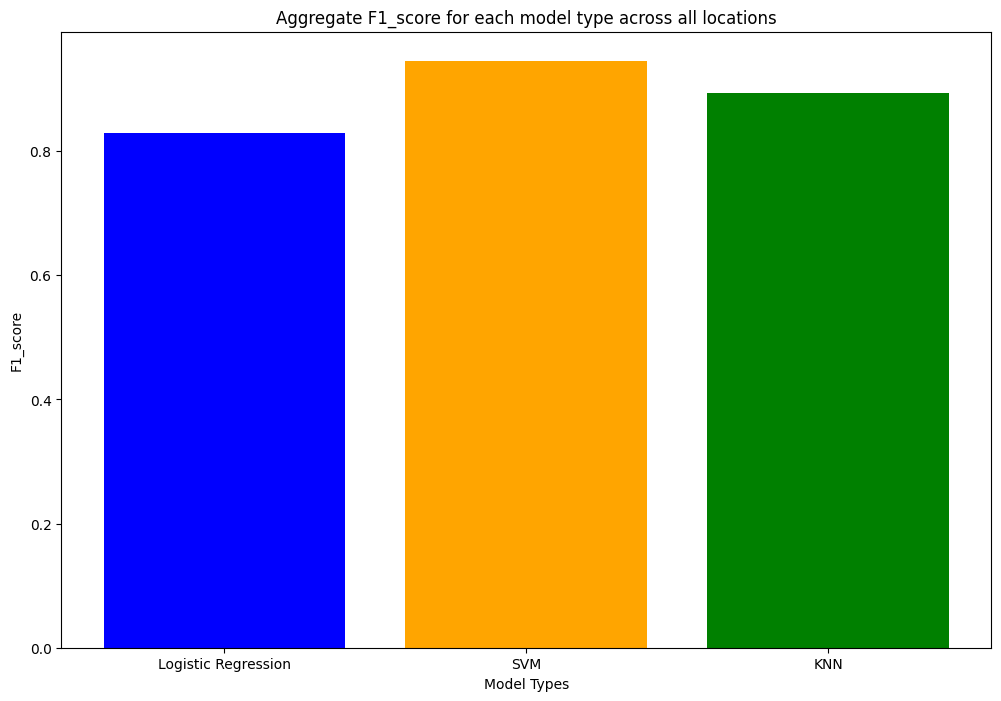 Aggregate F1_score for each model type across all locations
0.8
0.6
0.4
0.2
0.0
F1_score
Logistic Regression SVM KNN
Model Types